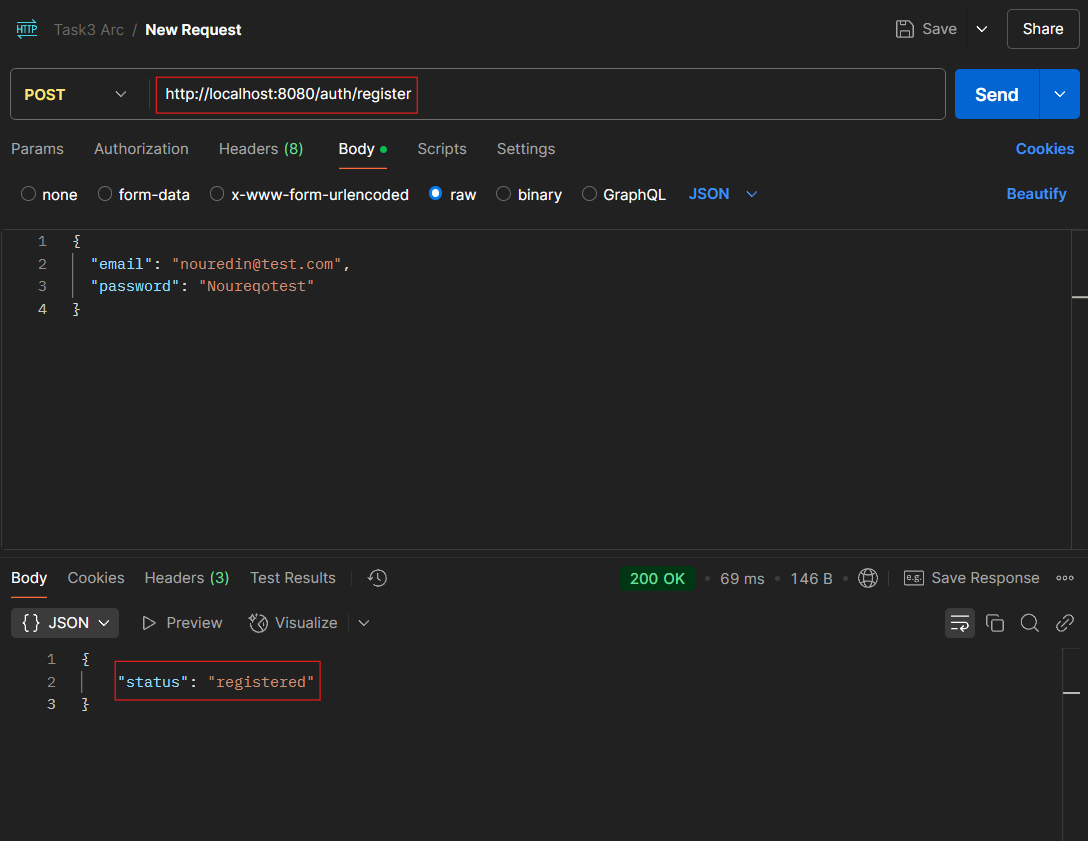 HTTP Task3 Arc / New Request Save Share
POST http://localhost:8080/auth/register Send
Params Authorization Headers (8) Body Scripts Settings Cookies
none form-data x-www-form-urlencoded raw binary GraphQL JSON Beautify
1 {
2 "email": "nouredin@test.com",
3 "password": "Noureqotest"
4 }
Body Cookies Headers (3) Test Results 200 OK • 69 ms • 146 B • e.g. Save Response
{} JSON Preview Visualize
1 {
2 "status": "registered"
3 }